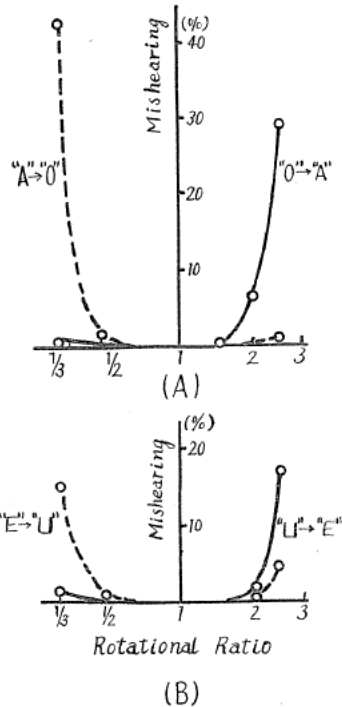 (%)
Mishearing
40
30
20
10
"A"→"O"
"O"→"A"
1/3
1/2
1
2
3
(A)
(%)
Mishearing
20
10
"E"→"U"
"U"→"E"
1/3
1/2
1
2
3
Rotational Ratio
(B)